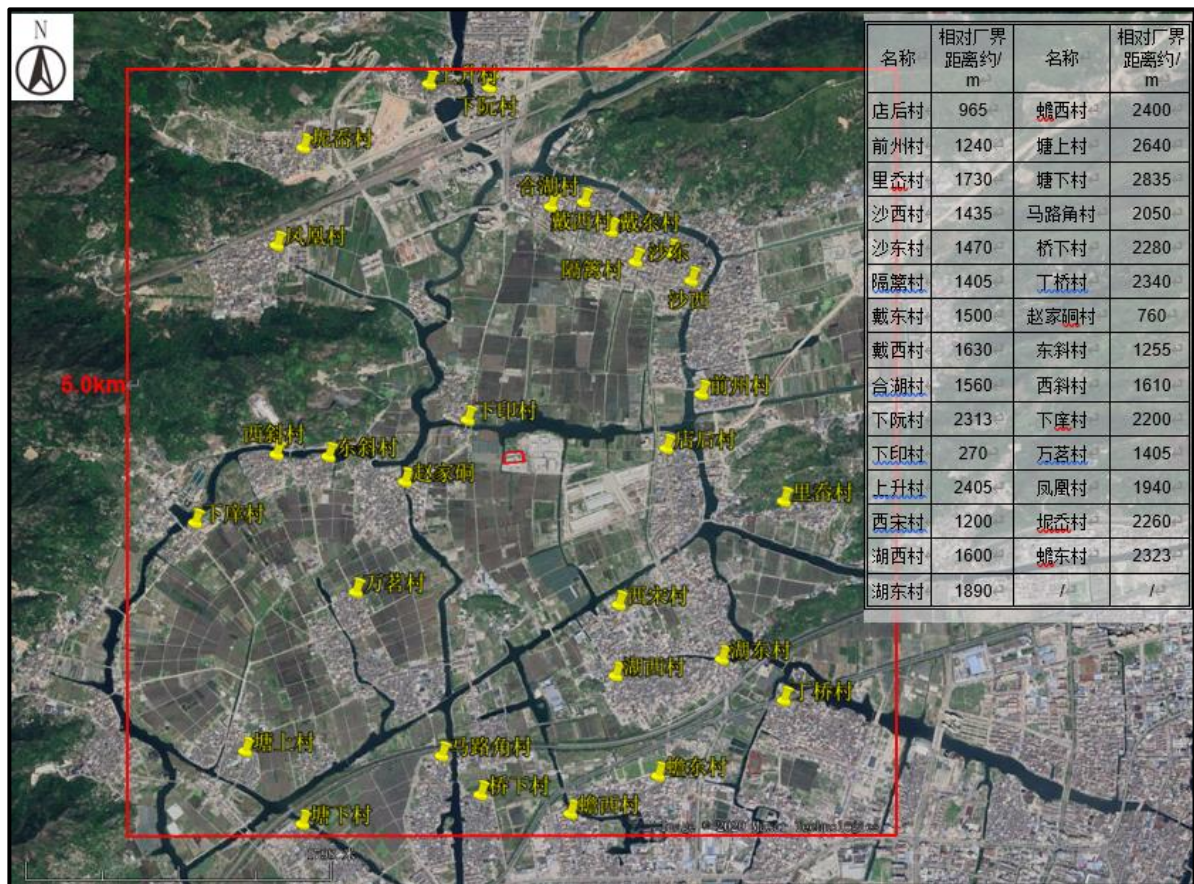 N
名称 相对厂界距离约/m 名称 相对厂界距离约/m
店后村 965 蟾西村 2400
前州村 1240 塘上村 2640
里岙村 1730 塘下村 2835
沙西村 1435 马路角村 2050
沙东村 1470 桥下村 2280
隔篱村 1405 丁桥村 2340
戴东村 1500 赵家硐村 760
戴西村 1630 东斜村 1255
合湖村 1560 西斜村 1610
下阮村 2313 下庠村 2200
下印村 270 万茗村 1405
上升村 2405 凤凰村 1940
西宋村 1200 坭岙村 2260
湖西村 1600 蟾东村 2323
湖东村 1890 / /
上升村
下阮村
坭岙村
合湖村
戴西村
戴东村
凤凰村
沙东
隔篱村
沙西
5.0km
前州村
下印村
西斜村
东斜村
店后村
赵家硐
里岙村
下庠村
万茗村
西宋村
湖东村
湖西村
丁桥村
塘上村
马路角村
蟾东村
桥下村
蟾西村
塘下村